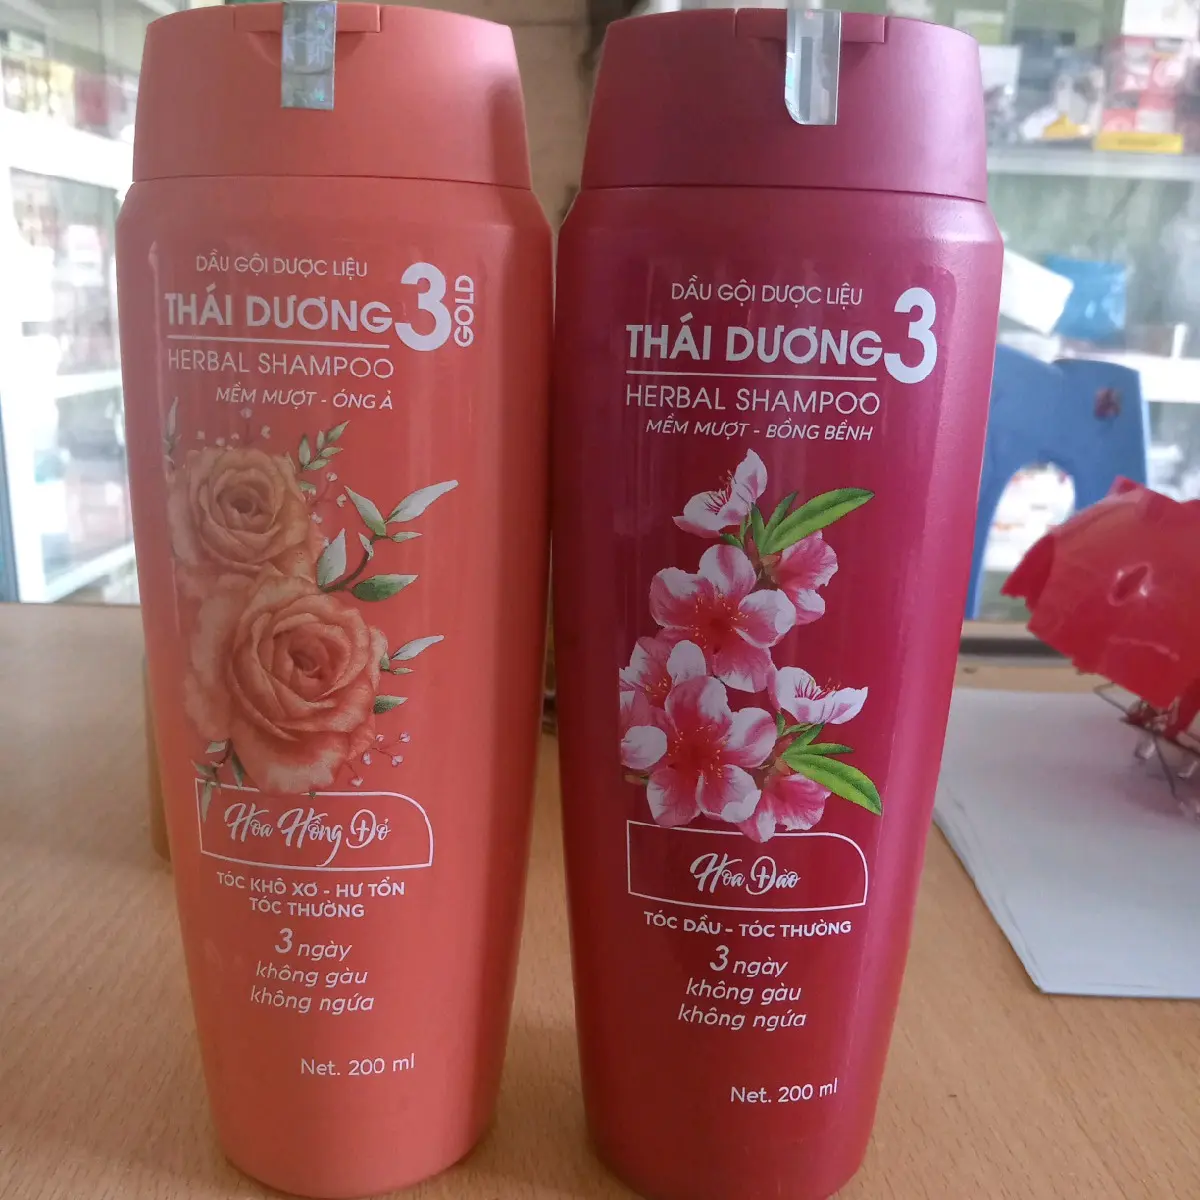 DẦU GỘI DƯỢC LIỆU
THÁI DƯƠNG 3
GOLD
HERBAL SHAMPOO
MỀM MƯỢT - ÓNG Ả
Hoa Hồng Đỏ
TÓC KHÔ XƠ - HƯ TỔN
TÓC THƯỜNG
3 ngày
không gàu
không ngứa
Net. 200 ml
DẦU GỘI DƯỢC LIỆU
THÁI DƯƠNG 3
HERBAL SHAMPOO
MỀM MƯỢT - BỒNG BỀNH
Hoa Đào
TÓC DẦU - TÓC THƯỜNG
3 ngày
không gàu
không ngứa
Net. 200 ml